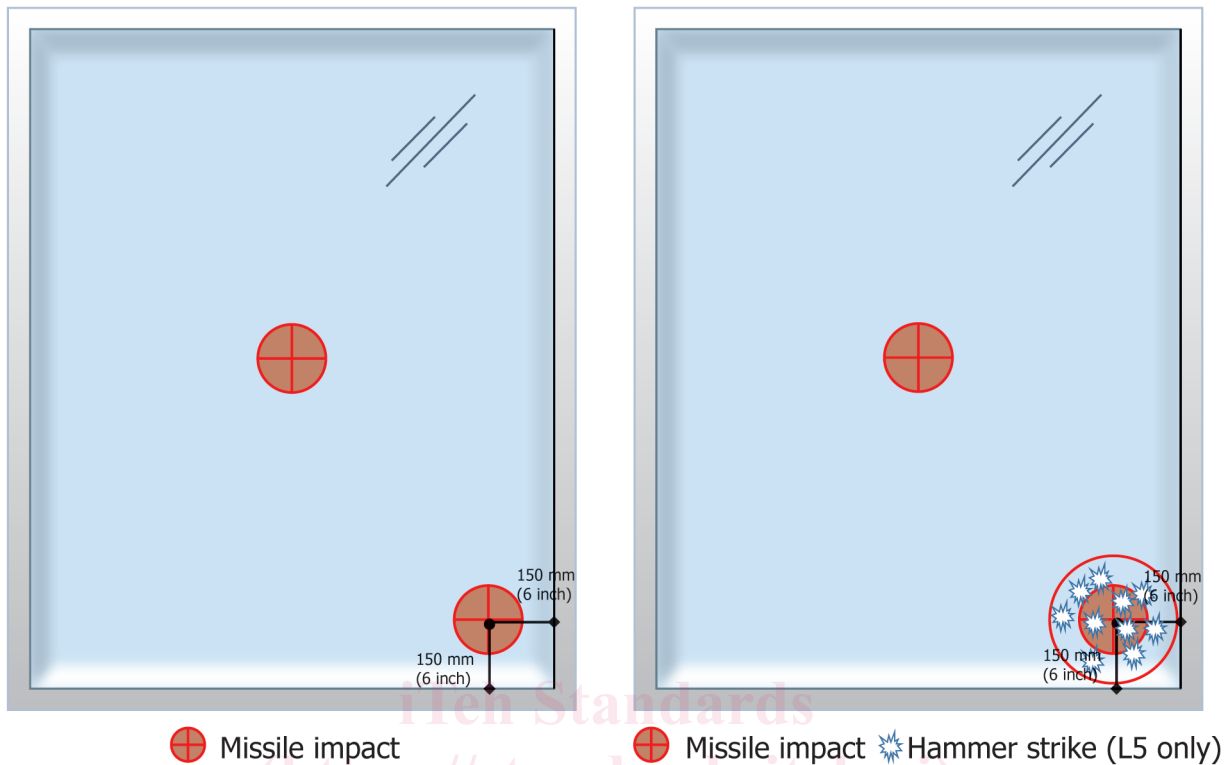 150 mm
(6 inch)
150 mm
(6 inch)
150 mm
(6 inch)
150 mm
(6 inch)
iTeh Standards
Missile impact
Missile impact
Hammer strike (L5 only)